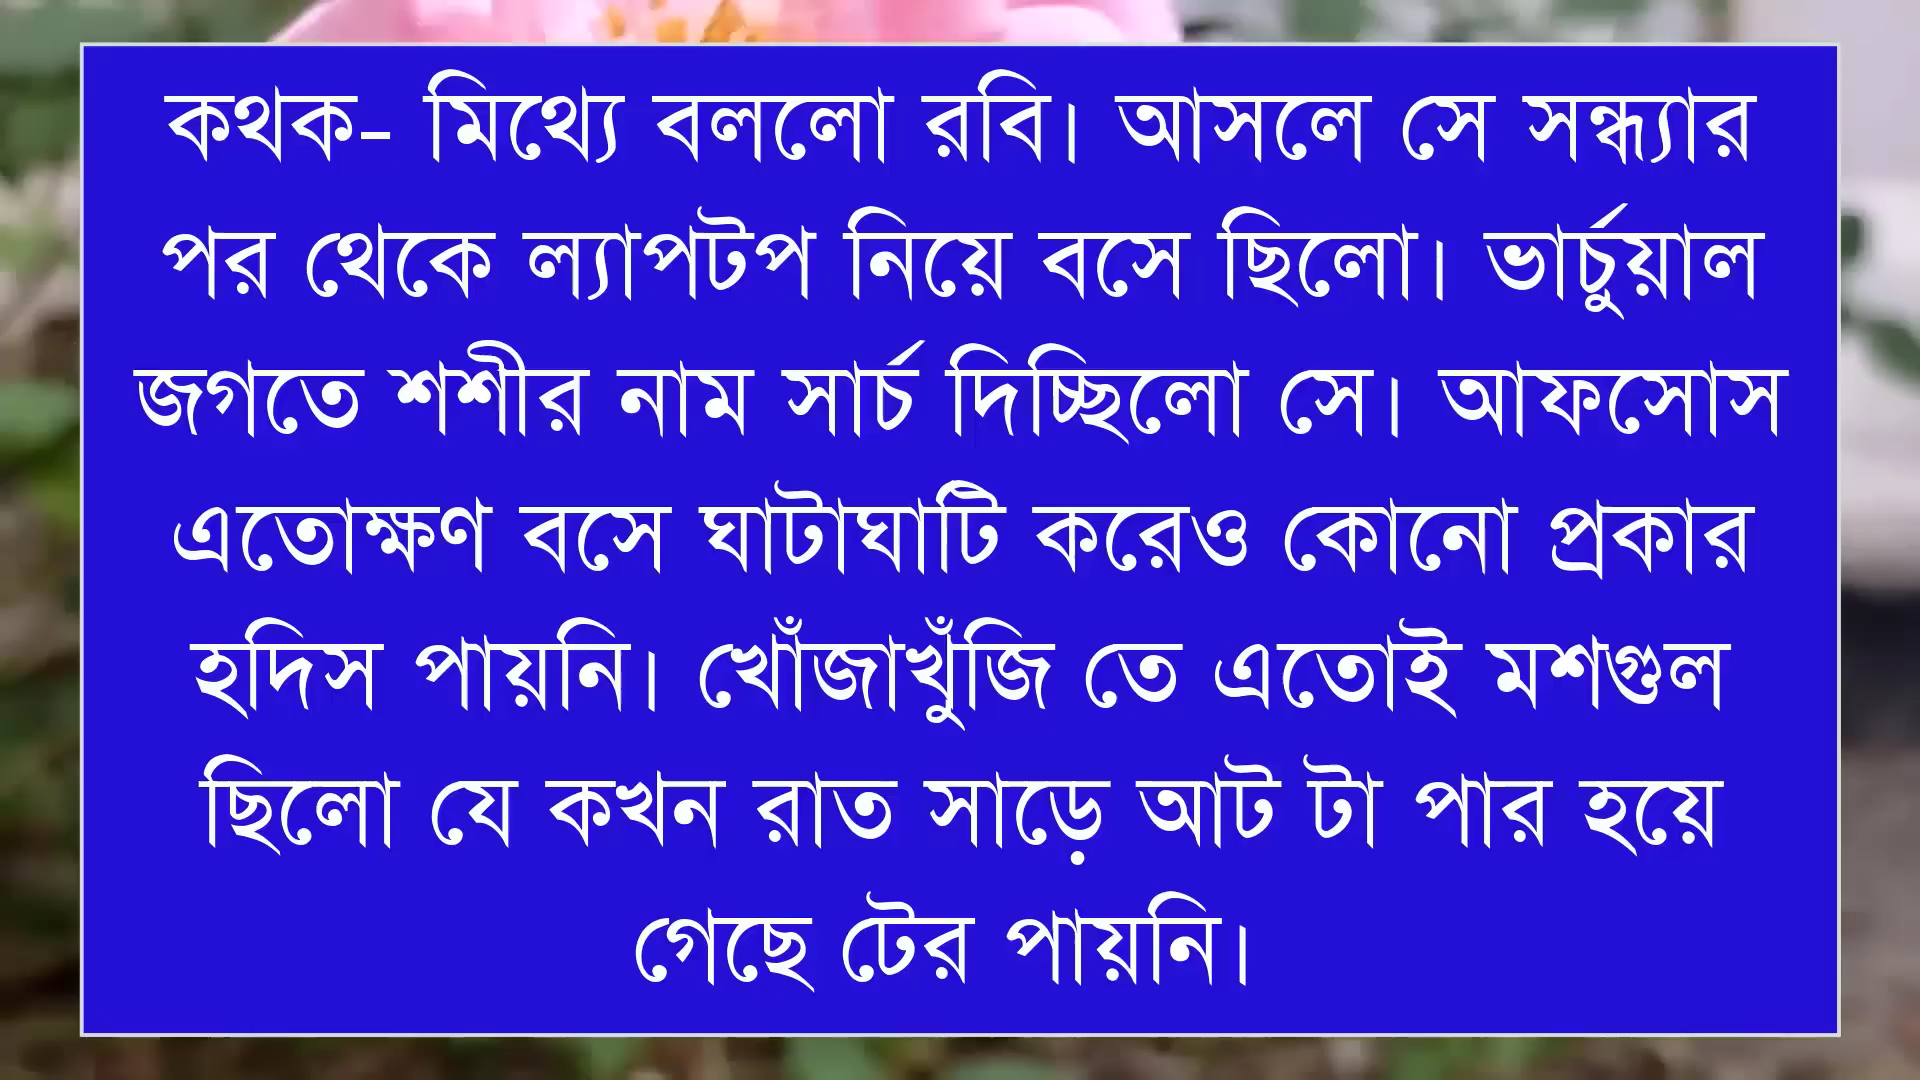 কথক- মিথ্যে বললো রবি। আসলে সে সন্ধ্যার
পর থেকে ল্যাপটপ নিয়ে বসে ছিলো। ভার্চুয়াল
জগতে শশীর নাম সার্চ দিচ্ছিলো সে। আফসোস
এতোক্ষণ বসে ঘাটাঘাটি করেও কোনো প্রকার
হদিস পায়নি। খোঁজাখুঁজি তে এতোই মশগুল
ছিলো যে কখন রাত সাড়ে আট টা পার হয়ে
গেছে টের পায়নি।